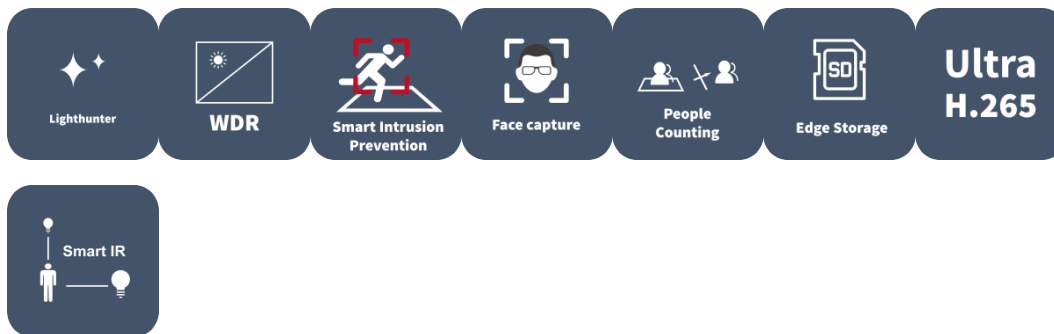 Lighthunter
WDR
Smart Intrusion
Prevention
Face capture
People
Counting
SD
Edge Storage
Ultra
H.265
Smart IR